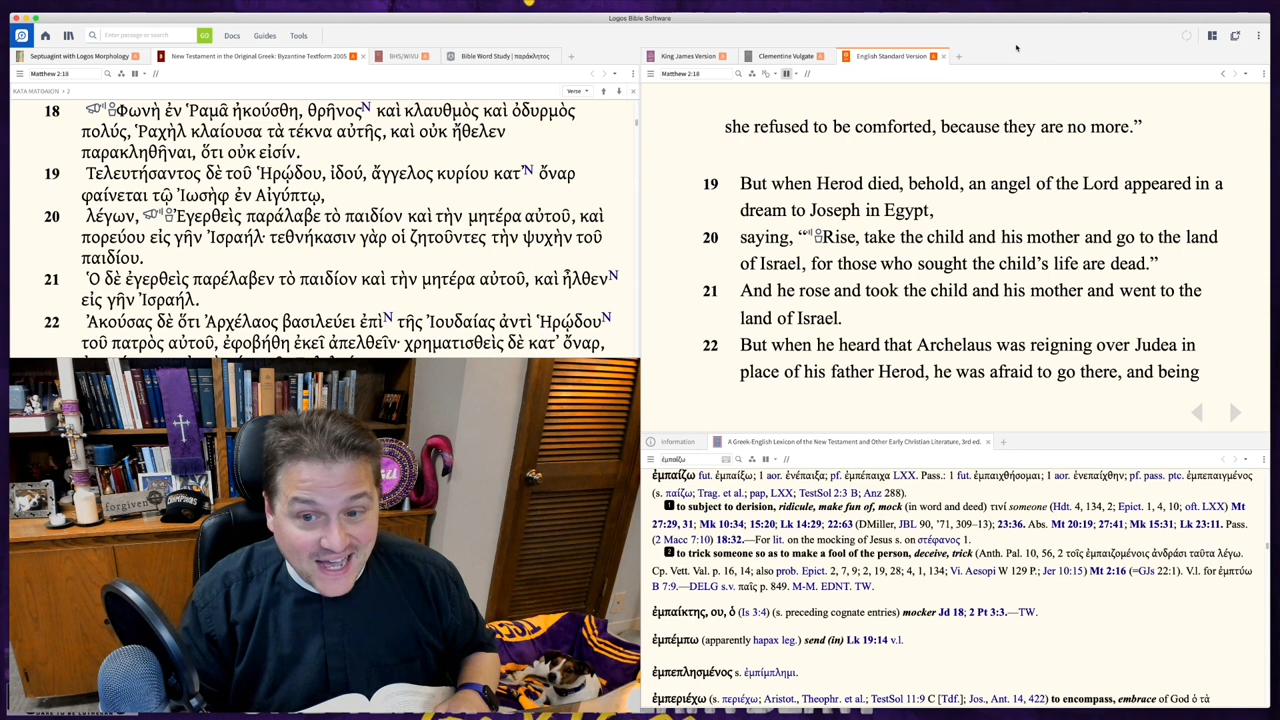 Logos Bible Software
Enter passage or search
GO
Docs
Guides
Tools
Septuagint with Logos Morphology
New Testament in the Original Greek: Byzantine Textform 2005
BHS/WIVU
Bible Word Study | παράκλητος
Matthew 2:18
ΚΑΤΑ ΜΑΤΘΑΙΟΝ > 2
Verse
18 Φωνὴ ἐν Ῥαμᾶ ἠκούσθη, θρῆνοςN καὶ κλαυθμὸς καὶ ὀδυρμὸς
πολύς, Ῥαχὴλ κλαίουσα τὰ τέκνα αὐτῆς, καὶ οὐκ ἤθελεν
παρακληθῆναι, ὅτι οὐκ εἰσίν.
19 Τελευτήσαντος δὲ τοῦ Ἡρῴδου, ἰδού, ἄγγελος κυρίου κατ’N ὄναρ
φαίνεται τῷ Ἰωσὴφ ἐν Αἰγύπτῳ,
20 λέγων, Ἐγερθεὶς παράλαβε τὸ παιδίον καὶ τὴν μητέρα αὐτοῦ, καὶ
πορεύου εἰς γῆν Ἰσραήλ· τεθνήκασιν γὰρ οἱ ζητοῦντες τὴν ψυχὴν τοῦ
παιδίου.
21 Ὁ δὲ ἐγερθεὶς παρέλαβεν τὸ παιδίον καὶ τὴν μητέρα αὐτοῦ, καὶ ἦλθενN
εἰς γῆν Ἰσραήλ.
22 Ἀκούσας δὲ ὅτι Ἀρχέλαος βασιλεύει ἐπὶN τῆς Ἰουδαίας ἀντὶ ἩρῴδουN
τοῦ πατρὸς αὐτοῦ, ἐφοβήθη ἐκεῖ ἀπελθεῖν· χρηματισθεὶς δὲ κατ’ ὄναρ,
King James Version
Clementine Vulgate
English Standard Version
Matthew 2:18
she refused to be comforted, because they are no more.”
19 But when Herod died, behold, an angel of the Lord appeared in a
dream to Joseph in Egypt,
20 saying, “Rise, take the child and his mother and go to the land
of Israel, for those who sought the child’s life are dead.”
21 And he rose and took the child and his mother and went to the
land of Israel.
22 But when he heard that Archelaus was reigning over Judea in
place of his father Herod, he was afraid to go there, and being
Information
A Greek-English Lexicon of the New Testament and Other Early Christian Literature, 3rd ed.
ἐμπαίζω
ἐμπαίζω fut. ἐμπαίξω; 1 aor. ἐνέπαιξα; pf. ἐμπέπαιχα LXX. Pass.: 1 fut. ἐμπαιχθήσομαι; 1 aor. ἐνεπαίχθην; pf. pass. ptc. ἐμπεπαιγμένος
(s. παίζω; Trag. et al.; pap, LXX; TestSol 2:3 B; Anz 288).
1 to subject to derision, ridicule, make fun of, mock (in word and deed) τινί someone (Hdt. 4, 134, 2; Epict. 1, 4, 10; oft. LXX) Mt
27:29, 31; Mk 10:34; 15:20; Lk 14:29; 22:63 (DMiller, JBL 90, ’71, 309–13); 23:36. Abs. Mt 20:19; 27:41; Mk 15:31; Lk 23:11. Pass.
(2 Macc 7:10) 18:32.—For lit. on the mocking of Jesus s. on στέφανος 1.
2 to trick someone so as to make a fool of the person, deceive, trick (Anth. Pal. 10, 56, 2 τοῖς ἐμπαιζομένοις ἀνδράσι ταῦτα λέγω.
Cp. Vett. Val. p. 16, 14; also prob. Epict. 2, 7, 9; 2, 19, 28; 4, 1, 134; Vi. Aesopi W 129 P.; Jer 10:15) Mt 2:16 (=GJs 22:1). V.l. for ἐμπτύω
B 7:9.—DELG s.v. παῖς p. 849. M-M. EDNT. TW.
ἐμπαίκτης, ου, ὁ (Is 3:4) (s. preceding cognate entries) mocker Jd 18; 2 Pt 3:3.—TW.
ἐμπέμπω (apparently hapax leg.) send (in) Lk 19:14 v.l.
ἐμπεπλησμένος s. ἐμπίμπλημι.
ἐμπεριέχω (s. περιέχω; Aristot., Theophr. et al.; TestSol 11:9 C [Tdf.]; Jos., Ant. 14, 422) to encompass, embrace of God ὁ τὰ
forgiven